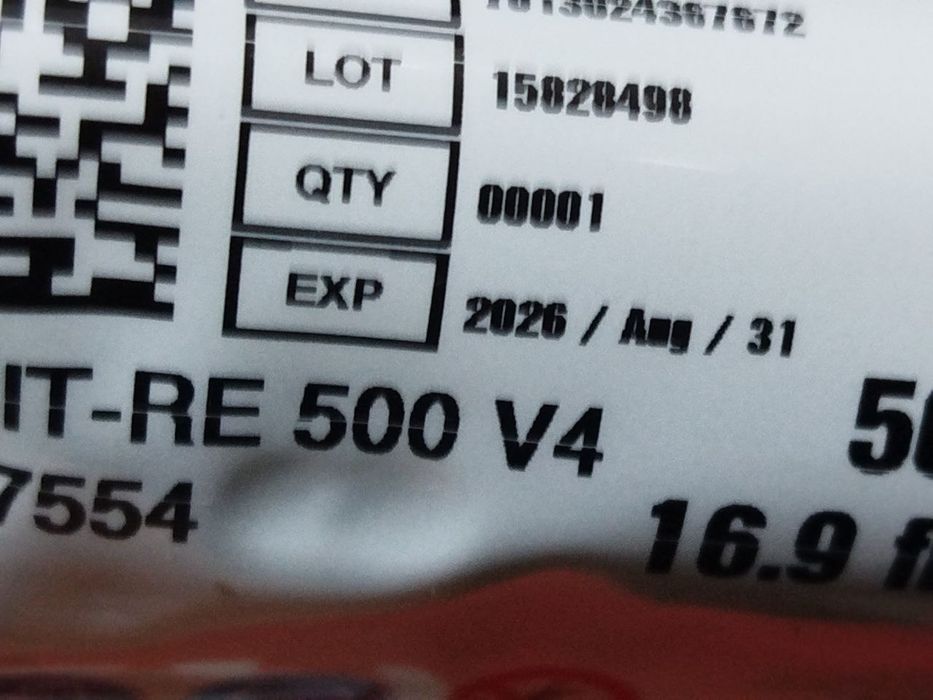 LOT 15828498
QTY 00001
EXP 2026 / Aug / 31
IT-RE 500 V4
7554
16.9